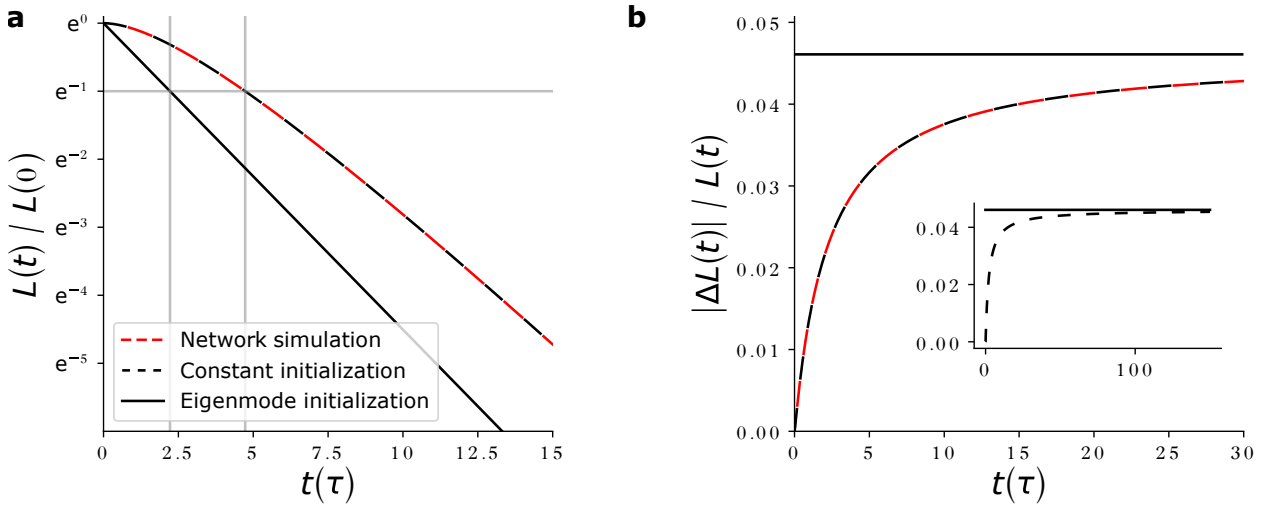 a
L(t) / L(0)
e⁰
e⁻¹
e⁻²
e⁻³
e⁻⁴
e⁻⁵
Network simulation
Constant initialization
Eigenmode initialization
0 2.5 5 7.5 10 12.5 15
t(τ)
b
|ΔL(t)| / L(t)
0.05
0.04
0.03
0.02
0.01
0.00
0.04
0.02
0.00
0 100
0 5 10 15 20 25 30
t(τ)